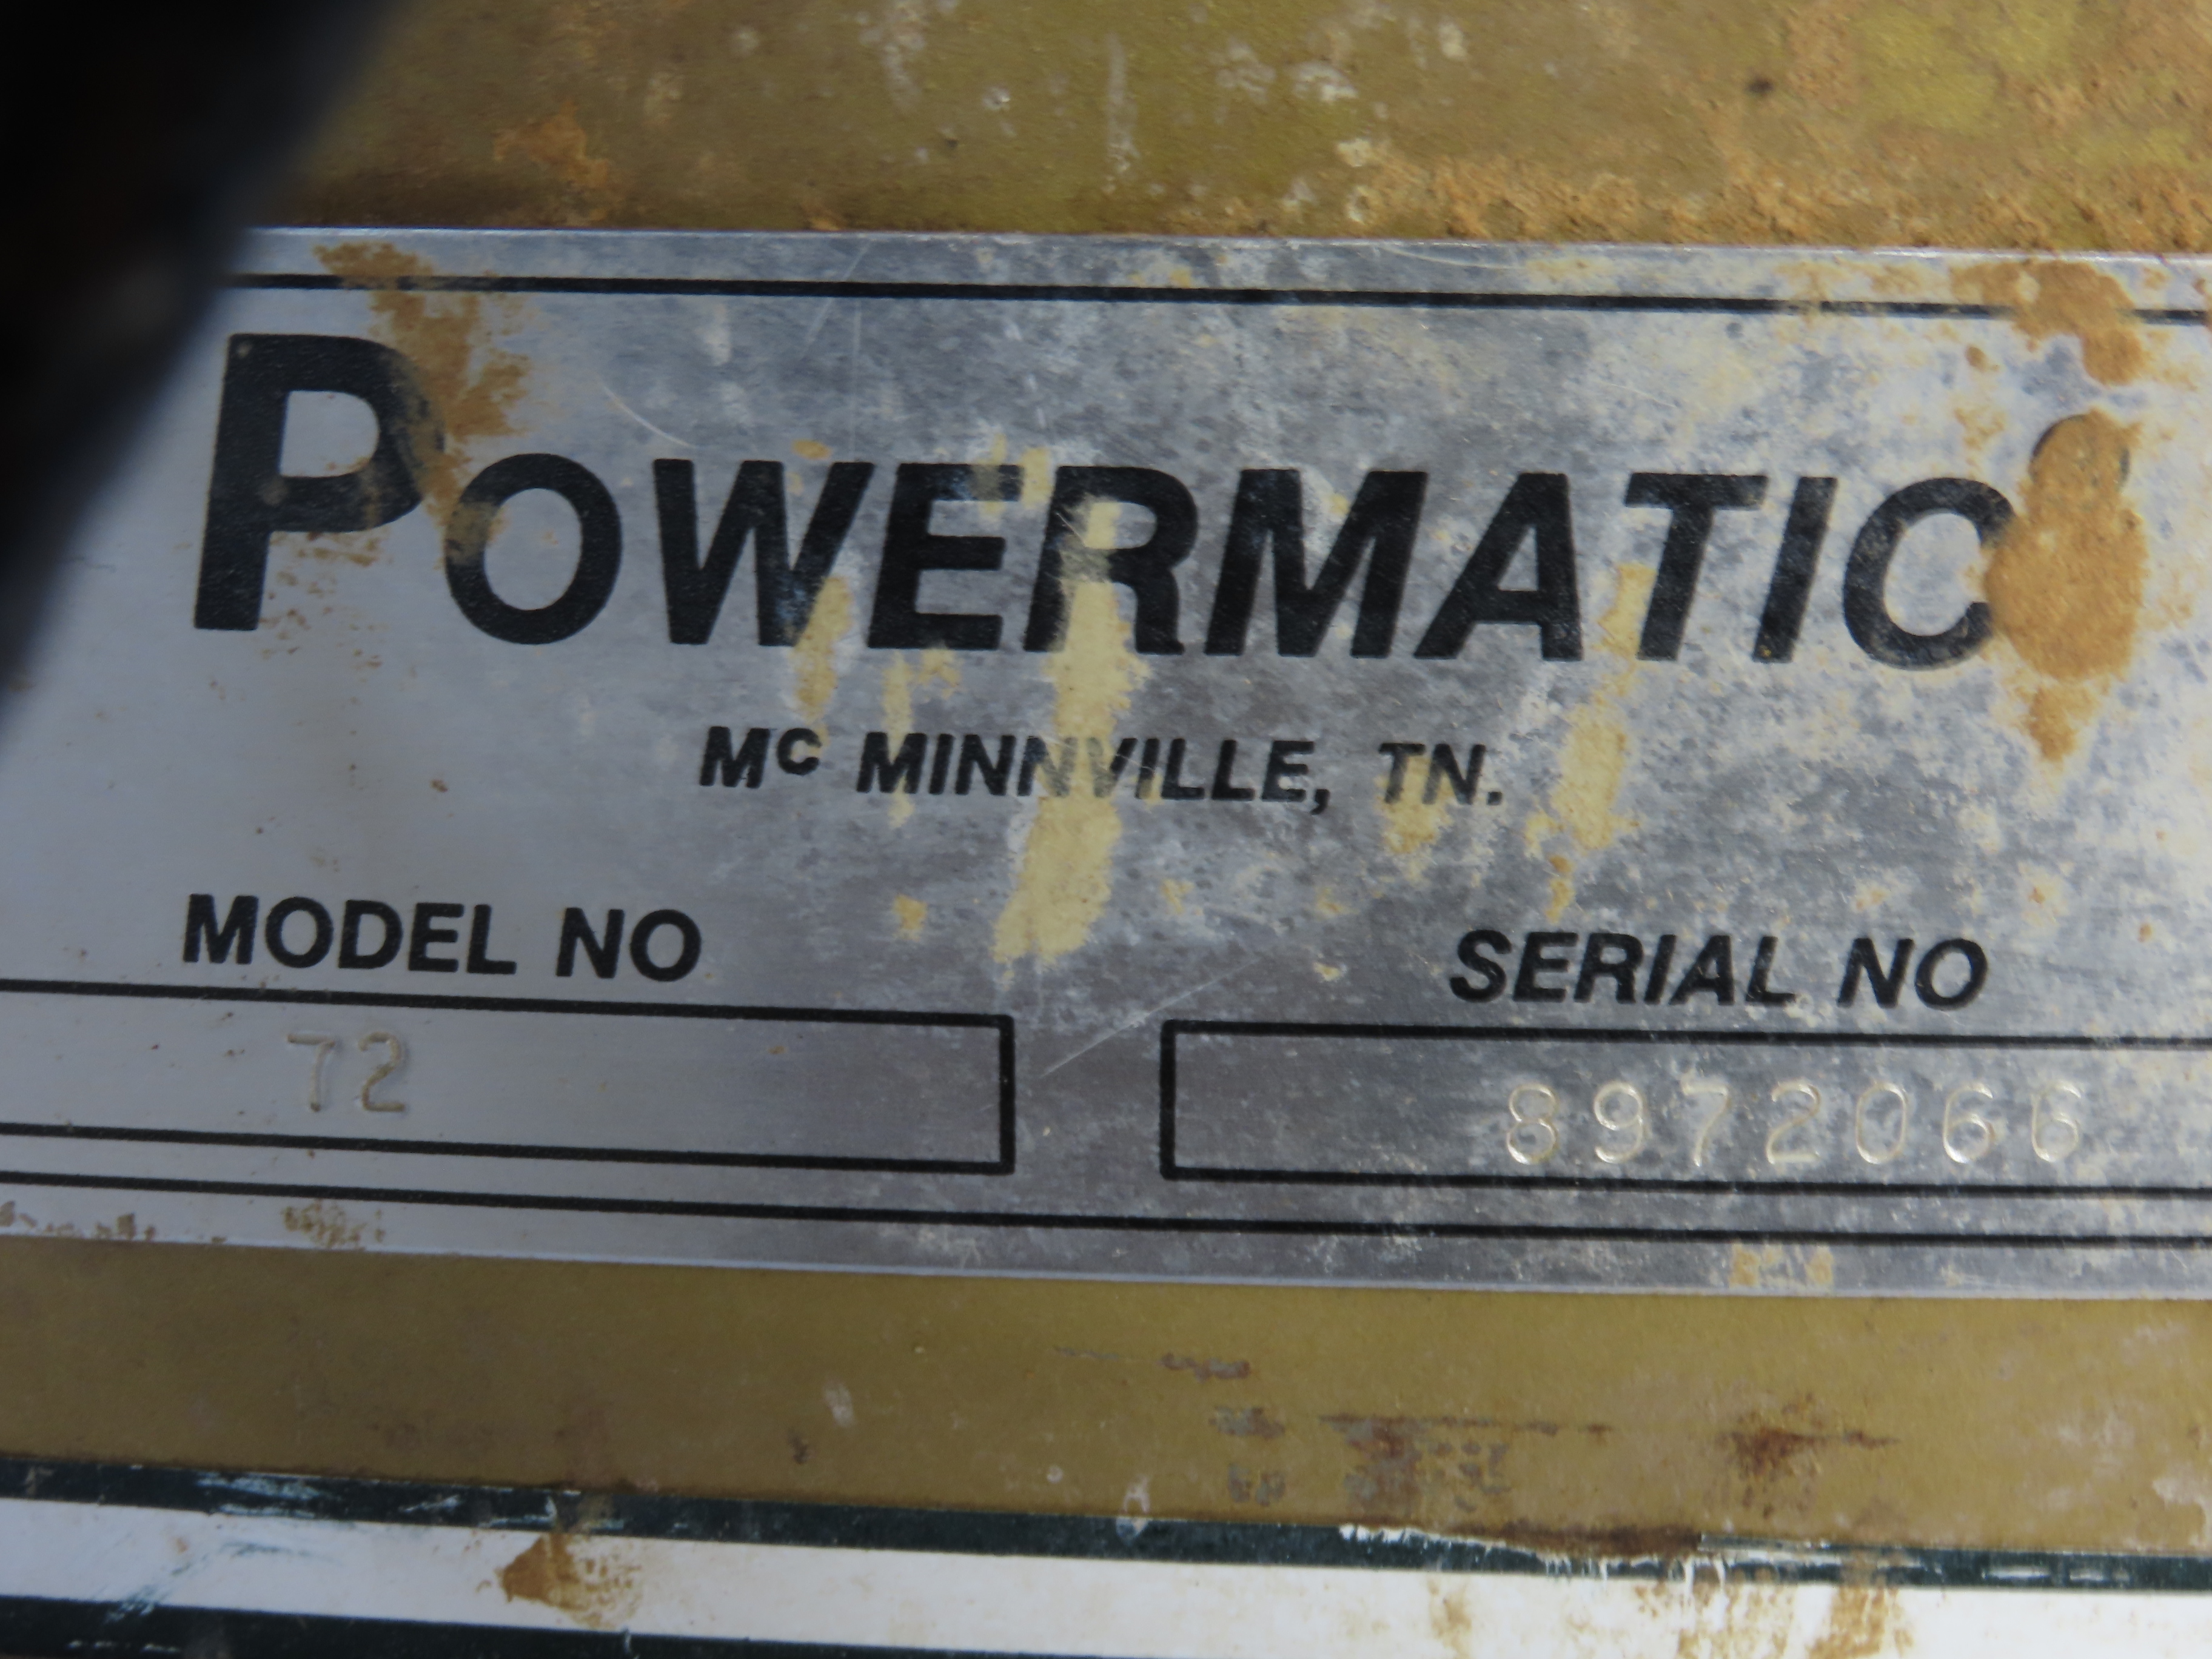 POWERMATIC
Mc MINNVILLE, TN.
MODEL NO
SERIAL NO
72
8972066